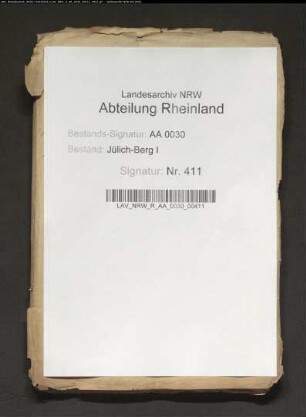 Landesarchiv NRW
Abteilung Rheinland
Bestands-Signatur: AA 0030
Bestand: Jülich-Berg I
Signatur: Nr. 411
LAV_NRW_R_AA_0030_00411